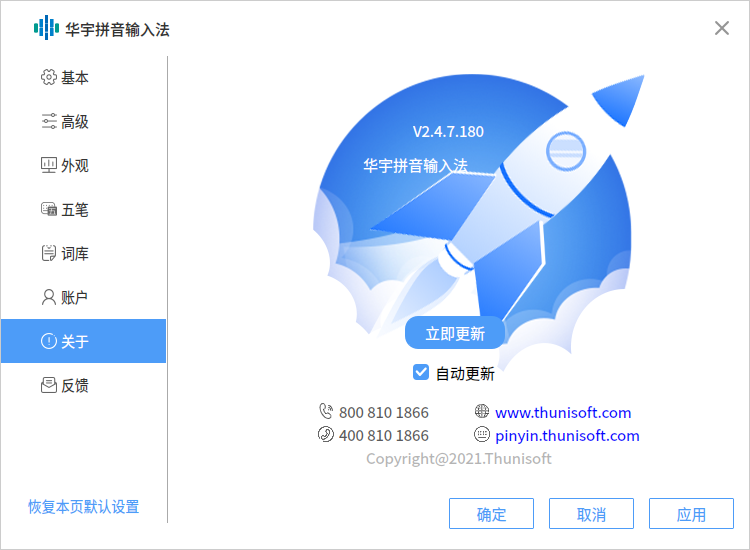 华宇拼音输入法
基本
高级
外观
五笔
词库
账户
关于
反馈
恢复本页默认设置
V2.4.7.180
华宇拼音输入法
立即更新
自动更新
800 810 1866
www.thunisoft.com
400 810 1866
pinyin.thunisoft.com
Copyright@2021.Thunisoft
确定
取消
应用